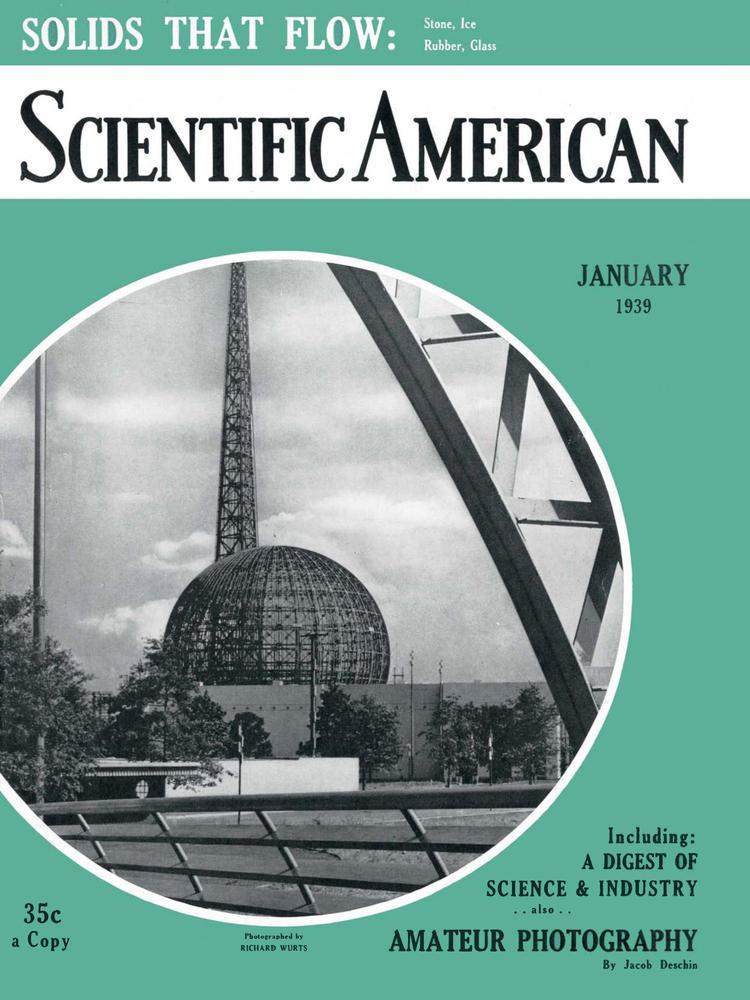 SOLIDS THAT FLOW:
Stone, Ice
Rubber, Glass
SCIENTIFIC AMERICAN
JANUARY
1939
Including:
A DIGEST OF
SCIENCE & INDUSTRY
. . also . .
AMATEUR PHOTOGRAPHY
By Jacob Deschin
35c
a Copy
Photographed by
RICHARD WURTS